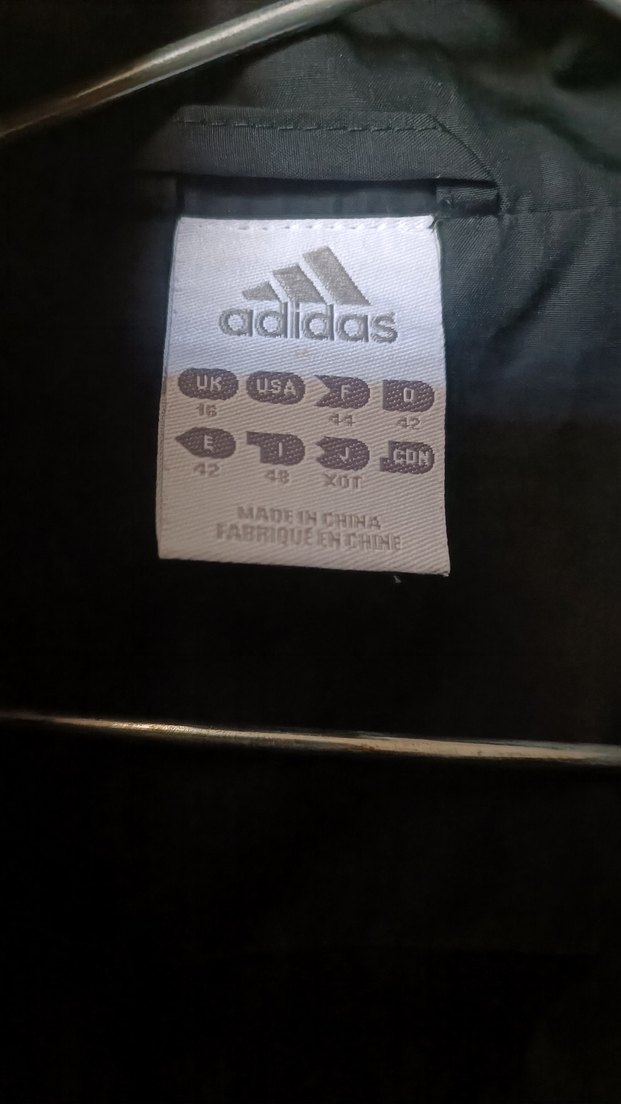 adidas
UK USA F D
16 44 42
E I J CDN
42 48 XOT
MADE IN CHINA
FABRIQUÉ EN CHINE